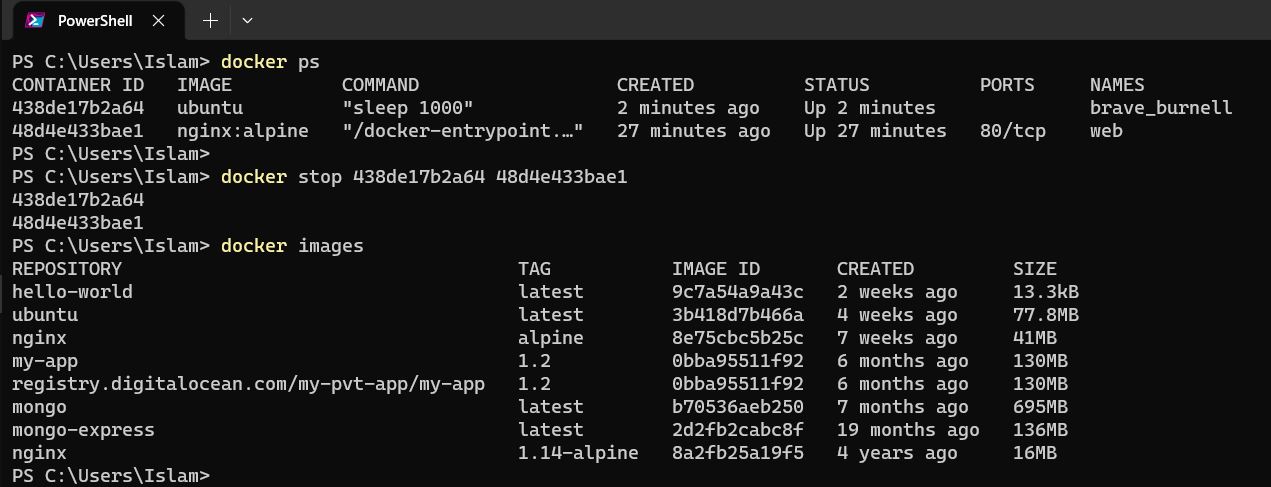 PowerShell
PS C:\Users\Islam> docker ps
CONTAINER ID   IMAGE          COMMAND                  CREATED          STATUS          PORTS     NAMES
438de17b2a64   ubuntu         "sleep 1000"             2 minutes ago    Up 2 minutes              brave_burnell
48d4e433bae1   nginx:alpine   "/docker-entrypoint.…"   27 minutes ago   Up 27 minutes   80/tcp    web
PS C:\Users\Islam>
PS C:\Users\Islam> docker stop 438de17b2a64 48d4e433bae1
438de17b2a64
48d4e433bae1
PS C:\Users\Islam> docker images
REPOSITORY                                    TAG           IMAGE ID       CREATED         SIZE
hello-world                                   latest        9c7a54a9a43c   2 weeks ago     13.3kB
ubuntu                                        latest        3b418d7b466a   4 weeks ago     77.8MB
nginx                                         alpine        8e75cbc5b25c   7 weeks ago     41MB
my-app                                        1.2           0bba95511f92   6 months ago    130MB
registry.digitalocean.com/my-pvt-app/my-app   1.2           0bba95511f92   6 months ago    130MB
mongo                                         latest        b70536aeb250   7 months ago    695MB
mongo-express                                 latest        2d2fb2cabc8f   19 months ago   136MB
nginx                                         1.14-alpine   8a2fb25a19f5   4 years ago     16MB
PS C:\Users\Islam>